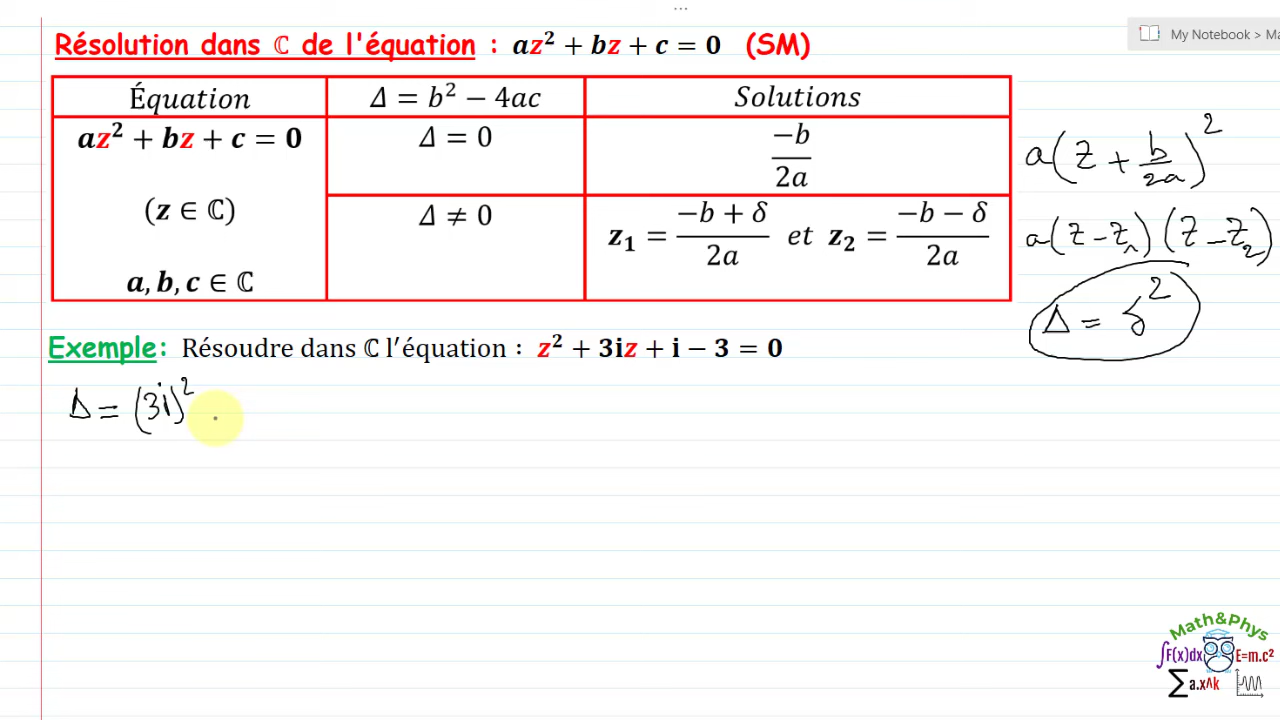 ...
My Notebook > Ma
Résolution dans ℂ de l'équation : az² + bz + c = 0 (SM)
Équation
Δ = b² − 4ac
Solutions
az² + bz + c = 0
(z ∈ ℂ)
a, b, c ∈ ℂ
Δ = 0
−b/2a
Δ ≠ 0
z₁ = (−b + δ)/2a et z₂ = (−b − δ)/2a
a(z + b/2a)²
a(z − z₁)(z − z₂)
Δ = δ²
Exemple: Résoudre dans ℂ l′équation : z² + 3iz + i − 3 = 0
Δ = (3i)²
Math&Phys
∫F(x)dx E=m.c²
∑ a.x^k